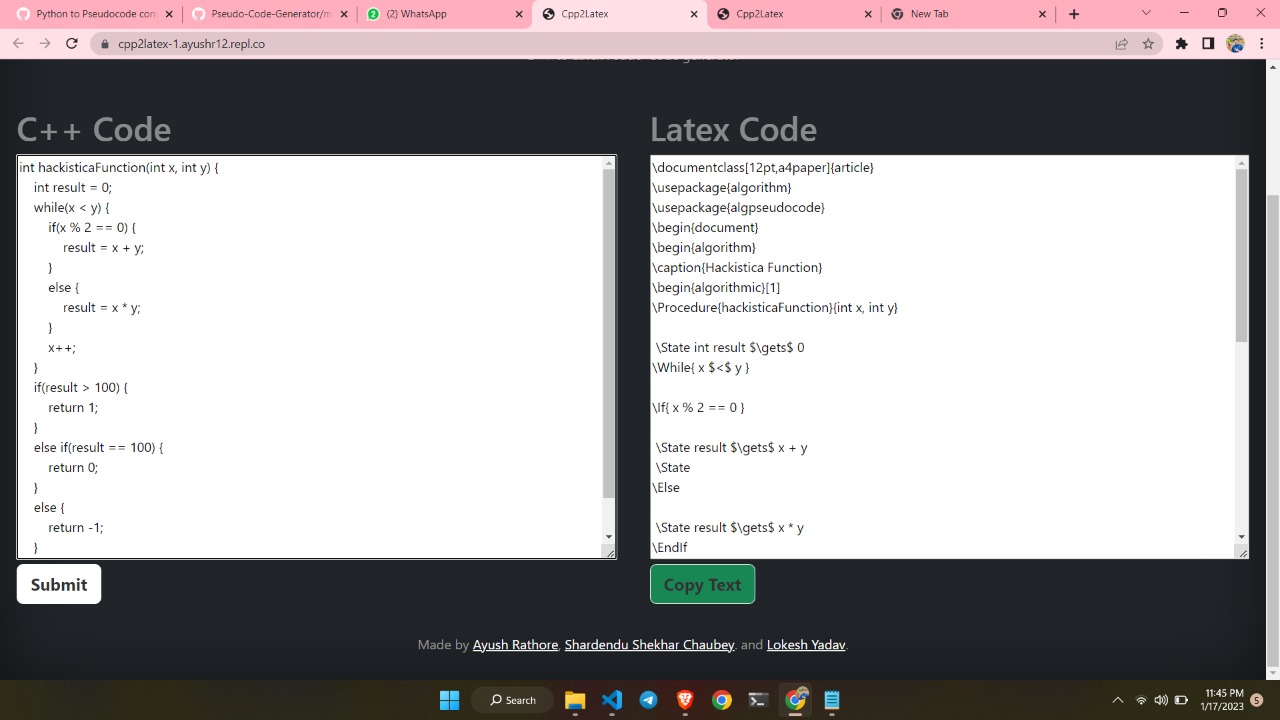 Python to Pseudocode con
Pseudo-Code-Generator/m
(2) WhatsApp
Cpp2Latex
Cpp2Latex
New Tab
cpp2latex-1.ayushr12.repl.co
C++ Code
int hackisticaFunction(int x, int y) {
int result = 0;
while(x < y) {
if(x % 2 == 0) {
result = x + y;
}
else {
result = x * y;
}
x++;
}
if(result > 100) {
return 1;
}
else if(result == 100) {
return 0;
}
else {
return -1;
}
Submit
Latex Code
\documentclass[12pt,a4paper]{article}
\usepackage{algorithm}
\usepackage{algpseudocode}
\begin{document}
\begin{algorithm}
\caption{Hackistica Function}
\begin{algorithmic}[1]
\Procedure{hackisticaFunction}{int x, int y}
\State int result $\gets$ 0
\While{ x $<$ y }
\If{ x % 2 == 0 }
\State result $\gets$ x + y
\State
\Else
\State result $\gets$ x * y
\EndIf
Copy Text
Made by Ayush Rathore, Shardendu Shekhar Chaubey, and Lokesh Yadav.
Search
2
11:45 PM
1/17/2023
5